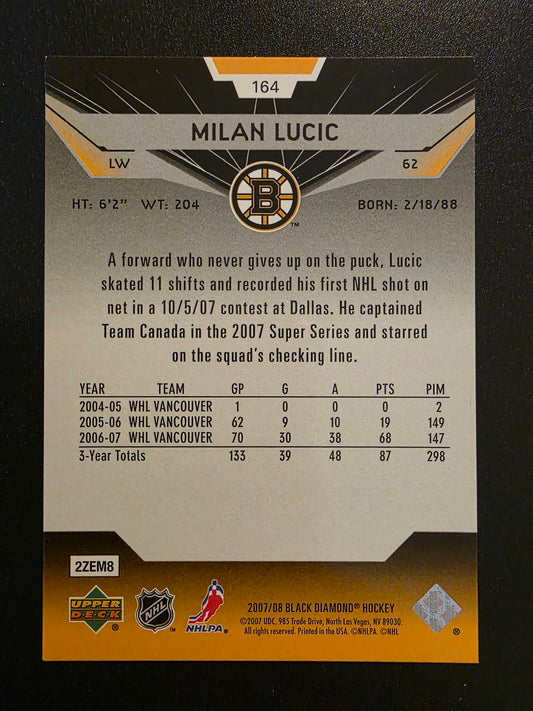 164
MILAN LUCIC
LW 62
HT: 6'2" WT: 204 BORN: 2/18/88
B
TM
A forward who never gives up on the puck, Lucic
skated 11 shifts and recorded his first NHL shot on
net in a 10/5/07 contest at Dallas. He captained
Team Canada in the 2007 Super Series and starred
on the squad's checking line.
YEAR TEAM GP G A PTS PIM
2004-05 WHL VANCOUVER 1 0 0 0 2
2005-06 WHL VANCOUVER 62 9 10 19 149
2006-07 WHL VANCOUVER 70 30 38 68 147
3-Year Totals 133 39 48 87 298
2ZEM8
UPPER DECK ® NHL TM NHLPA ®
2007/08 BLACK DIAMOND® HOCKEY
©2007 UDC. 985 Trade Drive, North Las Vegas, NV 89030.
All rights reserved. Printed in the USA. ©NHLPA. ©NHL
®